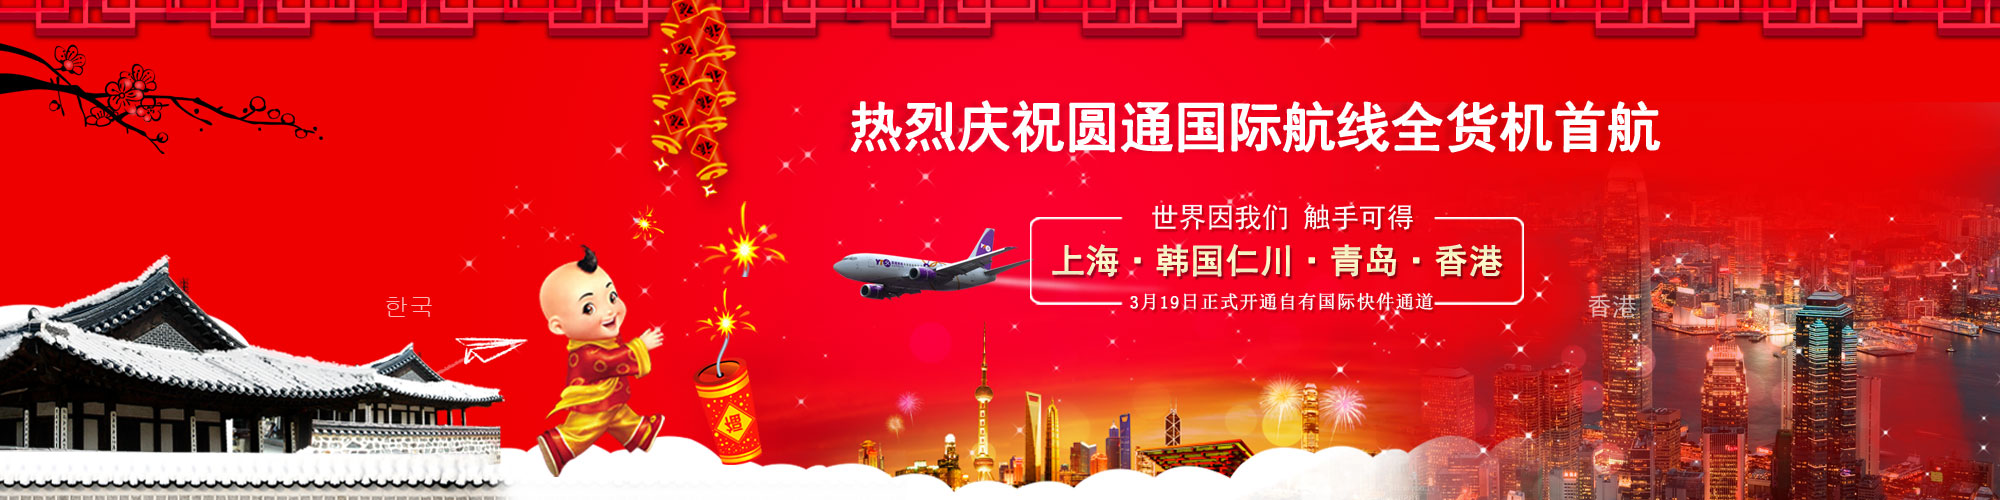 热烈庆祝圆通国际航线全货机首航
世界因我们 触手可得
上海·韩国仁川·青岛·香港
3月19日正式开通自有国际快件通道
한국
香港
YTO
福